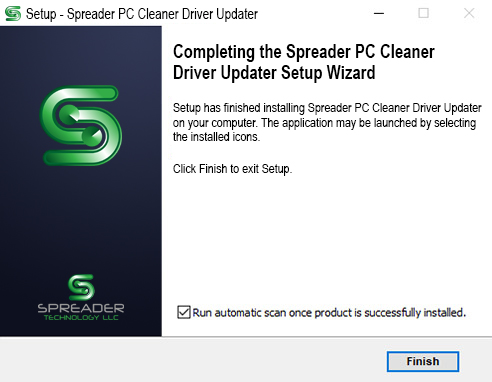 Setup - Spreader PC Cleaner Driver Updater
Completing the Spreader PC Cleaner
Driver Updater Setup Wizard
Setup has finished installing Spreader PC Cleaner Driver Updater
on your computer. The application may be launched by selecting
the installed icons.
Click Finish to exit Setup.
SPREADER
TECHNOLOGY LLC
Run automatic scan once product is successfully installed.
Finish